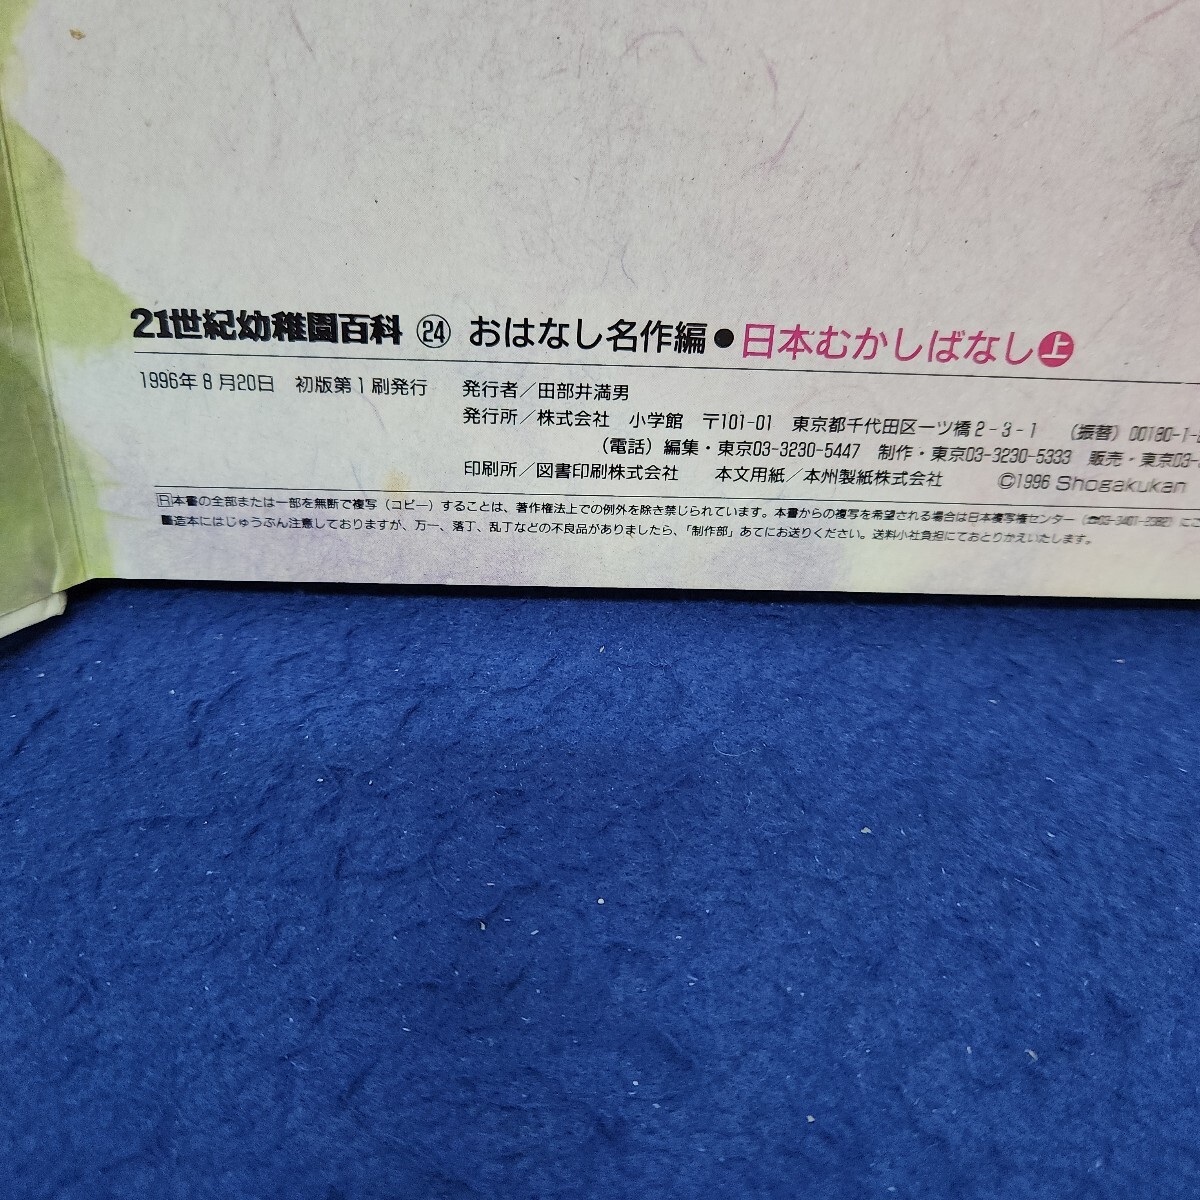 21世紀幼稚園百科 ㉔ おはなし名作編●日本むかしばなし上
1996年8月20日 初版第1刷発行 発行者／田部井満男
発行所／株式会社 小学館 〒101-01 東京都千代田区一ツ橋2-3-1 (振替) 00180-1-
(電話) 編集・東京03-3230-5447 制作・東京03-3230-5333 販売・東京03-
印刷所／図書印刷株式会社 本文用紙／本州製紙株式会社 ©1996 Shogakukan
日本書の全部または一部を無断で複写(コピー)することは、著作権法上での例外を除き禁じられています。本書からの複写を希望される場合は日本複写権センター
■造本にはじゅうぶん注意しておりますが、万一、落丁、乱丁などの不良品がありましたら、「制作部」あてにお送りください。送料小社負担にておとりかえいたします。